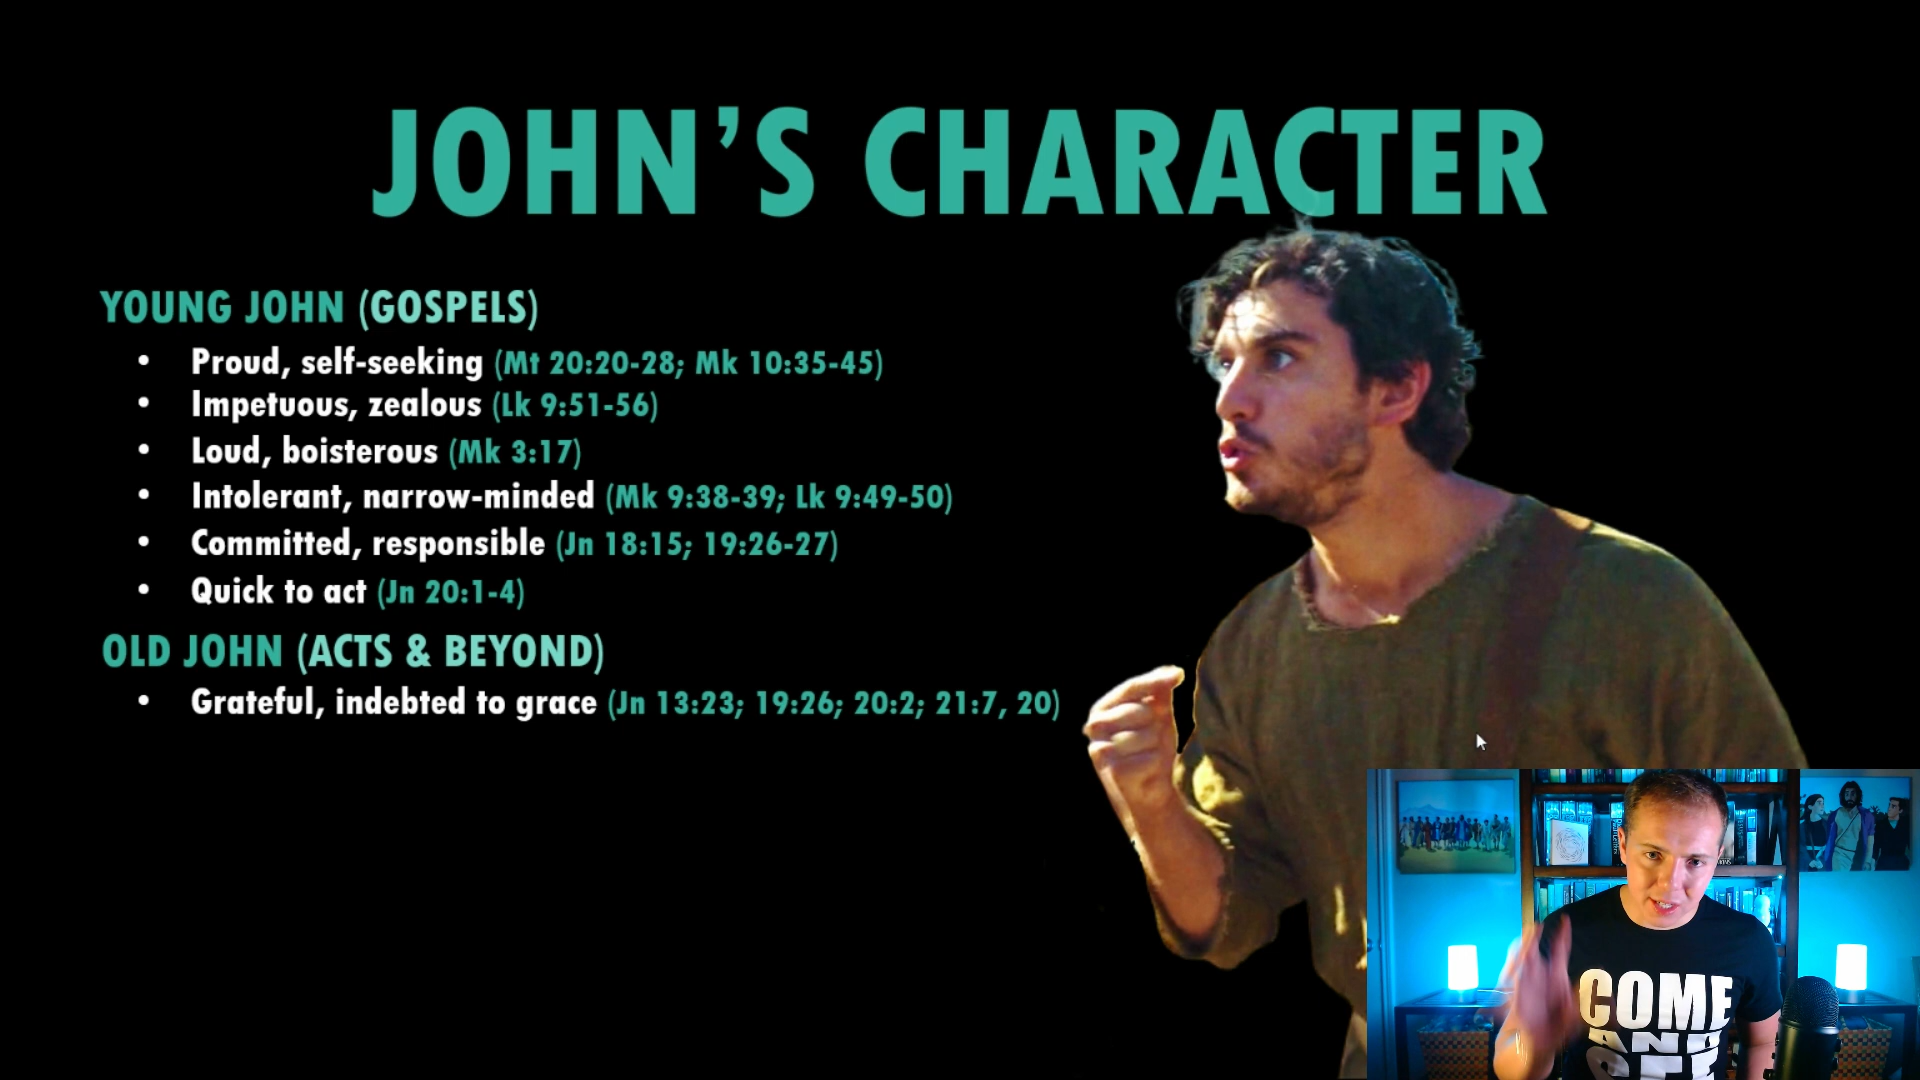 JOHN’S CHARACTER
YOUNG JOHN (GOSPELS)
• Proud, self-seeking (Mt 20:20-28; Mk 10:35-45)
• Impetuous, zealous (Lk 9:51-56)
• Loud, boisterous (Mk 3:17)
• Intolerant, narrow-minded (Mk 9:38-39; Lk 9:49-50)
• Committed, responsible (Jn 18:15; 19:26-27)
• Quick to act (Jn 20:1-4)
OLD JOHN (ACTS & BEYOND)
• Grateful, indebted to grace (Jn 13:23; 19:26; 20:2; 21:7, 20)
COME
AND
SEE